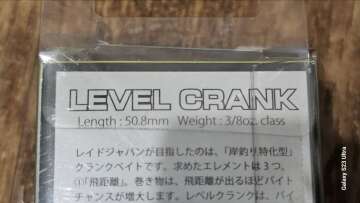 LEVEL CRANK
Length : 50.8mm Weight : 3/8oz. class
レイドジャパンが目指したのは、「岸釣り特化型」
クランクベイトです。求めたエレメントは3つ。
①「飛距離」。巻き物は、飛距離が出るほどバイト
チャンスが増大します。レベルクランクは、バイ
Galaxy S23 Ultra